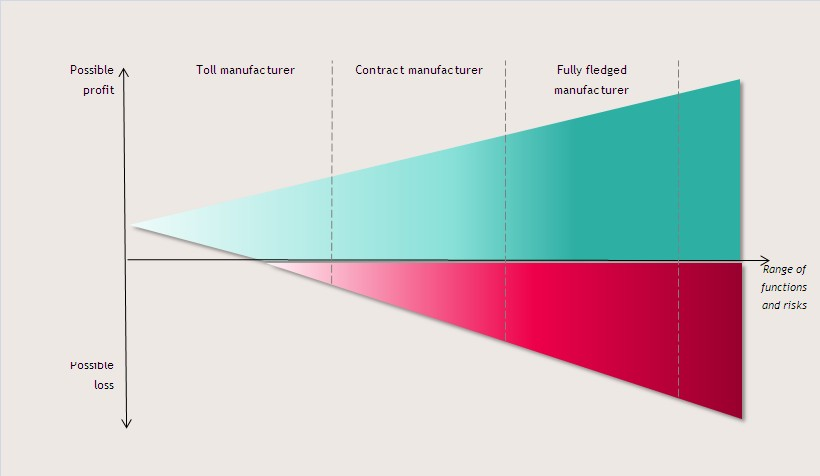 Possible
profit
Toll manufacturer
Contract manufacturer
Fully fledged
manufacturer
Range of
functions
and risks
Possible
loss